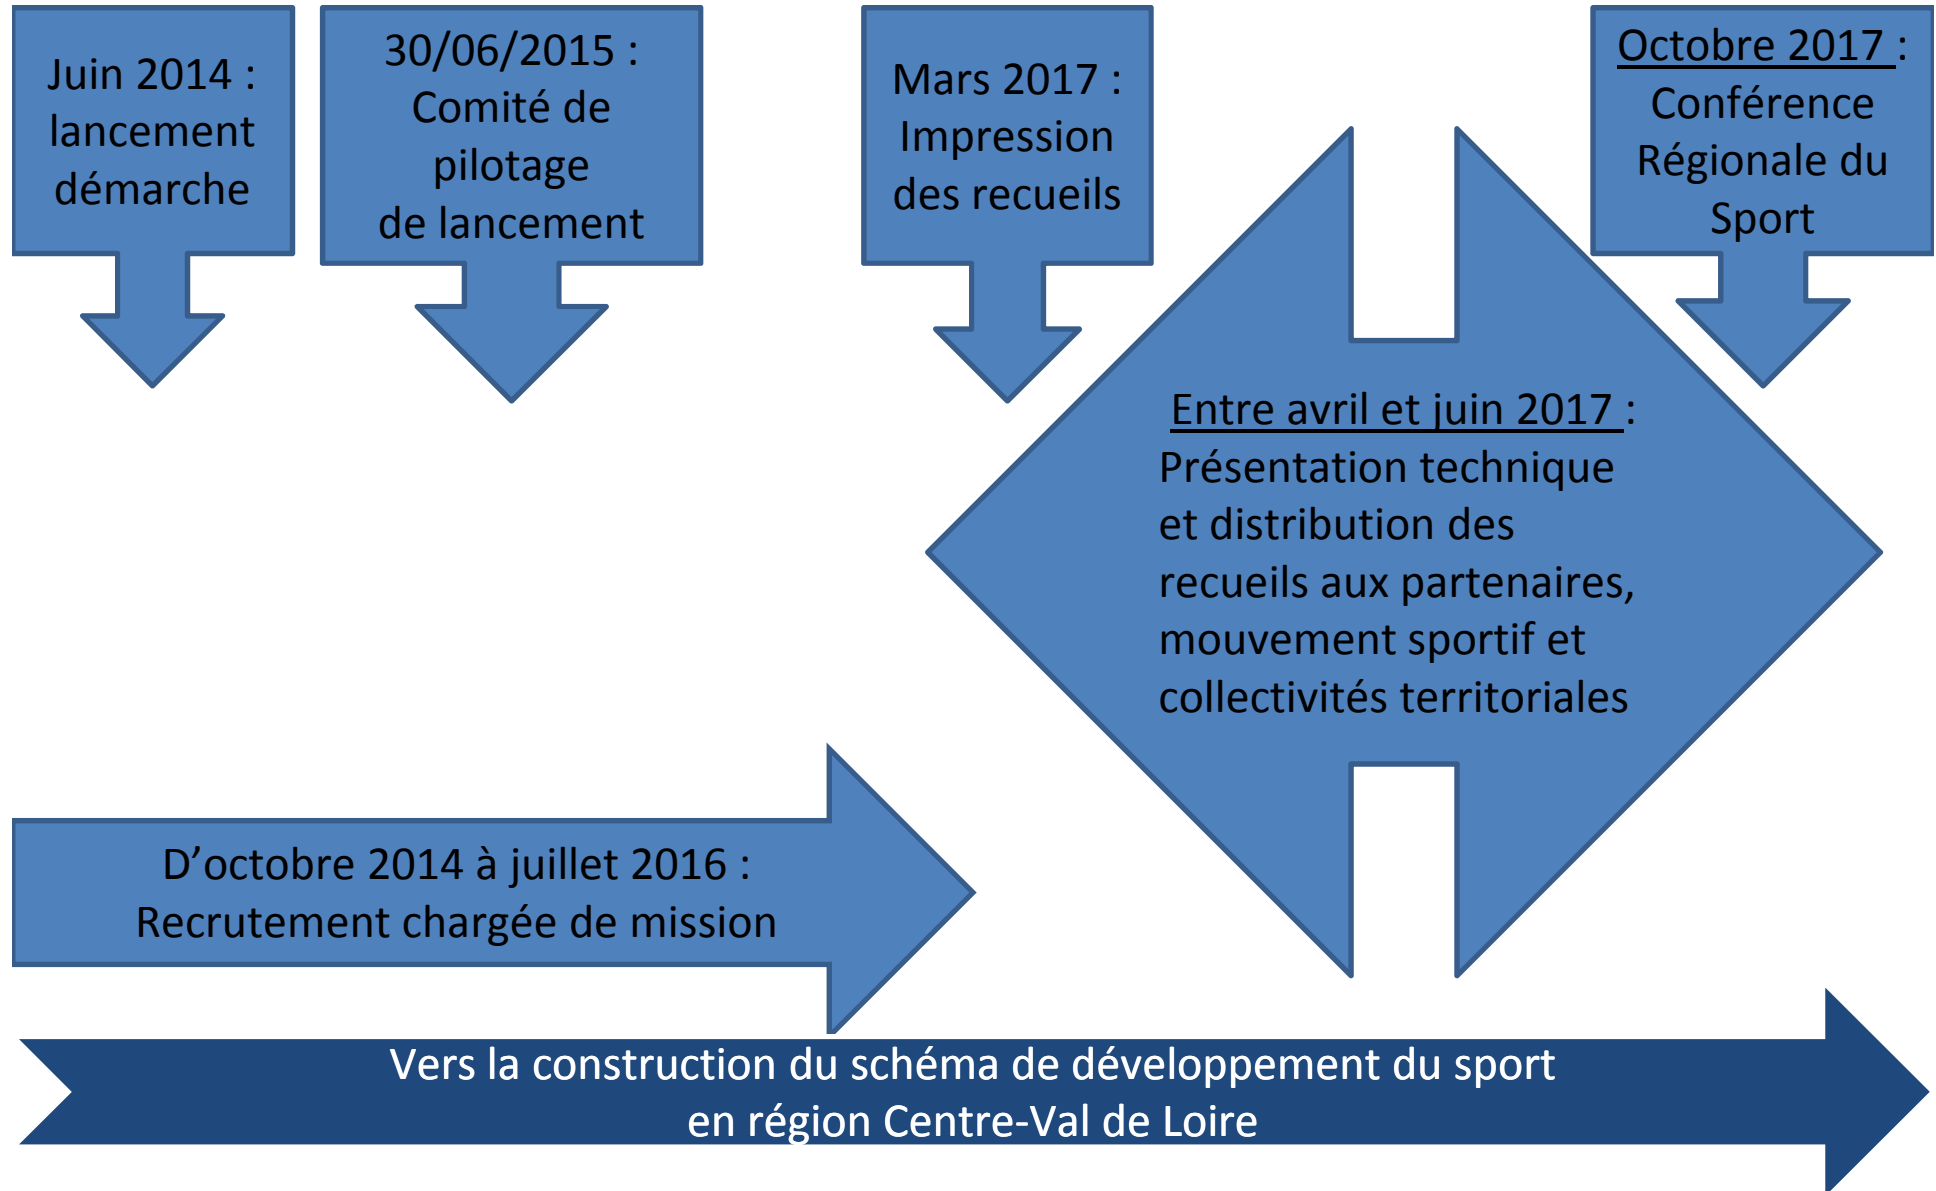 Juin 2014 :
lancement
démarche
30/06/2015 :
Comité de
pilotage
de lancement
Mars 2017 :
Impression
des recueils
Octobre 2017 :
Conférence
Régionale du
Sport
Entre avril et juin 2017 :
Présentation technique
et distribution des
recueils aux partenaires,
mouvement sportif et
collectivités territoriales
D’octobre 2014 à juillet 2016 :
Recrutement chargée de mission
Vers la construction du schéma de développement du sport
en région Centre-Val de Loire